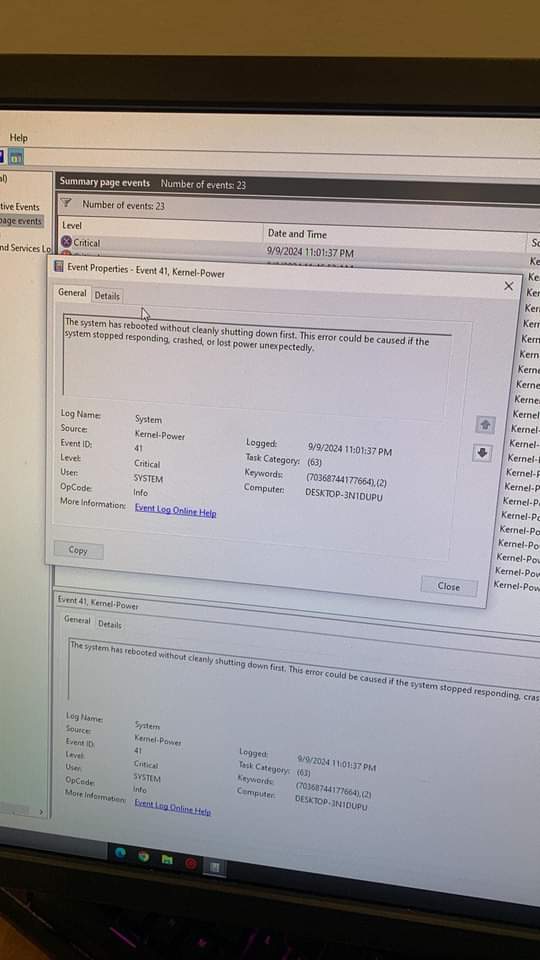 Help
al)
tive Events
page events
nd Services Lo
Summary page events Number of events: 23
Number of events: 23
Level Date and Time So
Critical 9/9/2024 11:01:37 PM Ke
Event Properties - Event 41, Kernel-Power
General Details
The system has rebooted without cleanly shutting down first. This error could be caused if the
system stopped responding, crashed, or lost power unexpectedly.
Log Name: System
Source: Kernel-Power
Event ID: 41
Level: Critical
User: SYSTEM
OpCode: Info
More Information: Event Log Online Help
Logged: 9/9/2024 11:01:37 PM
Task Category: (63)
Keywords: (70368744177664),(2)
Computer: DESKTOP-3N1DUPU
Copy
Close
Ke
Ker
Ker
Kern
Kern
Kern
Kerne
Kerne
Kerne
Kernel
Kernel-
Kernel-
Kernel-
Kernel-P
Kernel-P
Kernel-P
Kernel-Po
Kernel-Po
Kernel-Po
Kernel-Pow
Kernel-Pow
Event 41, Kernel-Power
General Details
The system has rebooted without cleanly shutting down first. This error could be caused if the system stopped responding, cras
Log Name: System
Source: Kernel-Power
Event ID: 41
Level: Critical
User: SYSTEM
OpCode: Info
More Information: Event Log Online Help
Logged: 9/9/2024 11:01:37 PM
Task Category: (63)
Keywords: (70368744177664),(2)
Computer: DESKTOP-3N1DUPU